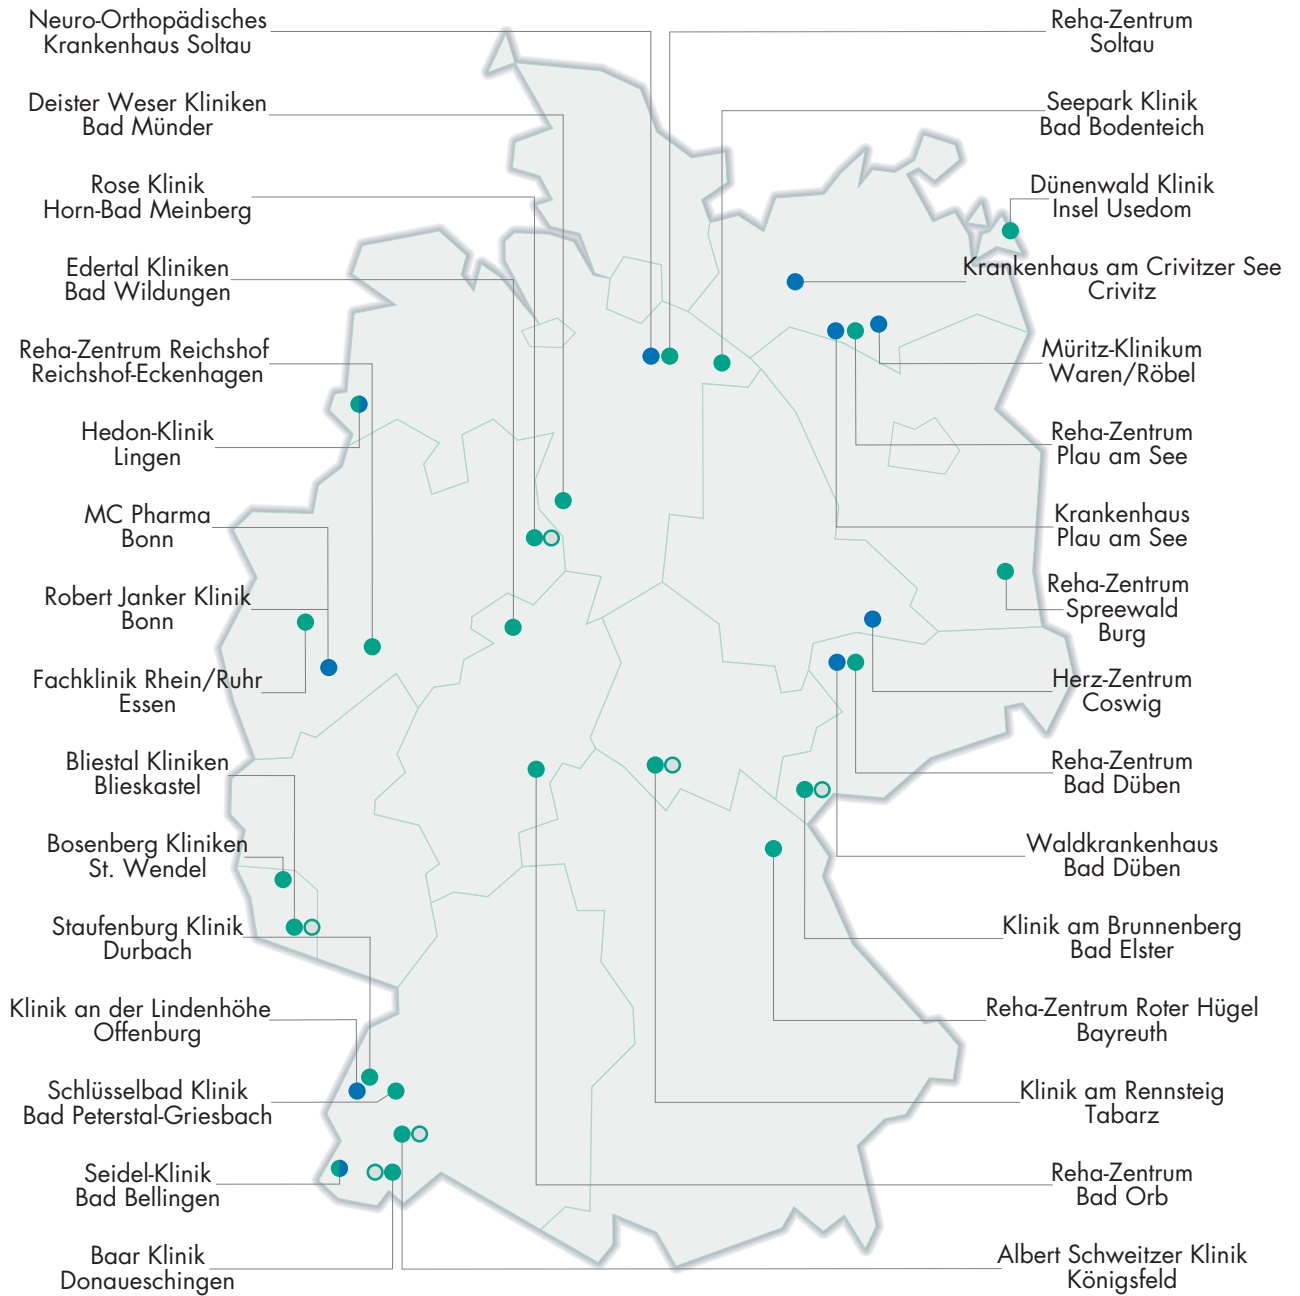 Neuro-Orthopädisches
Krankenhaus Soltau
Deister Weser Kliniken
Bad Münder
Rose Klinik
Horn-Bad Meinberg
Edertal Kliniken
Bad Wildungen
Reha-Zentrum Reichshof
Reichshof-Eckenhagen
Hedon-Klinik
Lingen
MC Pharma
Bonn
Robert Janker Klinik
Bonn
Fachklinik Rhein/Ruhr
Essen
Bliestal Kliniken
Blieskastel
Bosenberg Kliniken
St. Wendel
Staufenburg Klinik
Durbach
Klinik an der Lindenhöhe
Offenburg
Schlüsselbad Klinik
Bad Peterstal-Griesbach
Seidel-Klinik
Bad Bellingen
Baar Klinik
Donaueschingen
Reha-Zentrum
Soltau
Seepark Klinik
Bad Bodenteich
Dünenwald Klinik
Insel Usedom
Krankenhaus am Crivitzer See
Crivitz
Müritz-Klinikum
Waren/Röbel
Reha-Zentrum
Plau am See
Krankenhaus
Plau am See
Reha-Zentrum
Spreewald
Burg
Herz-Zentrum
Coswig
Reha-Zentrum
Bad Düben
Waldkrankenhaus
Bad Düben
Klinik am Brunnenberg
Bad Elster
Reha-Zentrum Roter Hügel
Bayreuth
Klinik am Rennsteig
Tabarz
Reha-Zentrum
Bad Orb
Albert Schweitzer Klinik
Königsfeld